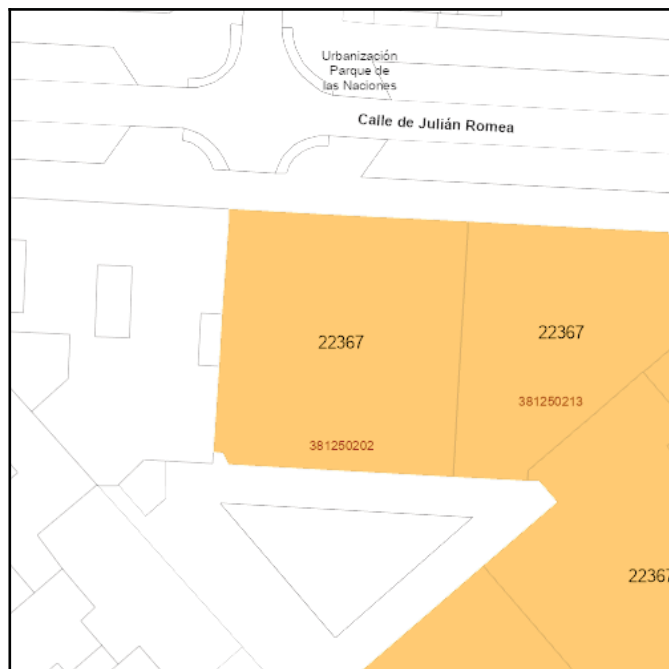 Urbanización
Parque de
las Naciones
Calle de Julián Romea
22367
22367
381250213
381250202
22367